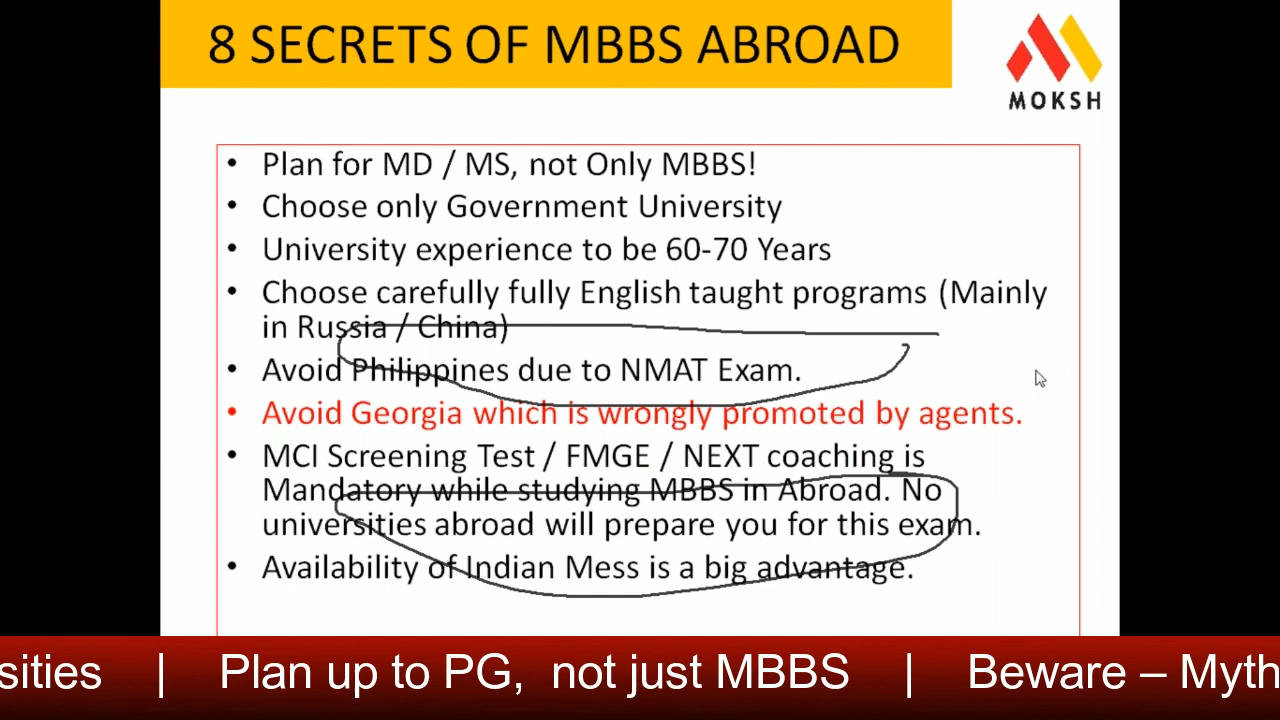 8 SECRETS OF MBBS ABROAD
MOKSH
• Plan for MD / MS, not Only MBBS!
• Choose only Government University
• University experience to be 60-70 Years
• Choose carefully fully English taught programs (Mainly
in Russia / China)
• Avoid Philippines due to NMAT Exam.
• Avoid Georgia which is wrongly promoted by agents.
• MCI Screening Test / FMGE / NEXT coaching is
Mandatory while studying MBBS in Abroad. No
universities abroad will prepare you for this exam.
• Availability of Indian Mess is a big advantage.
sities | Plan up to PG, not just MBBS | Beware – Myth